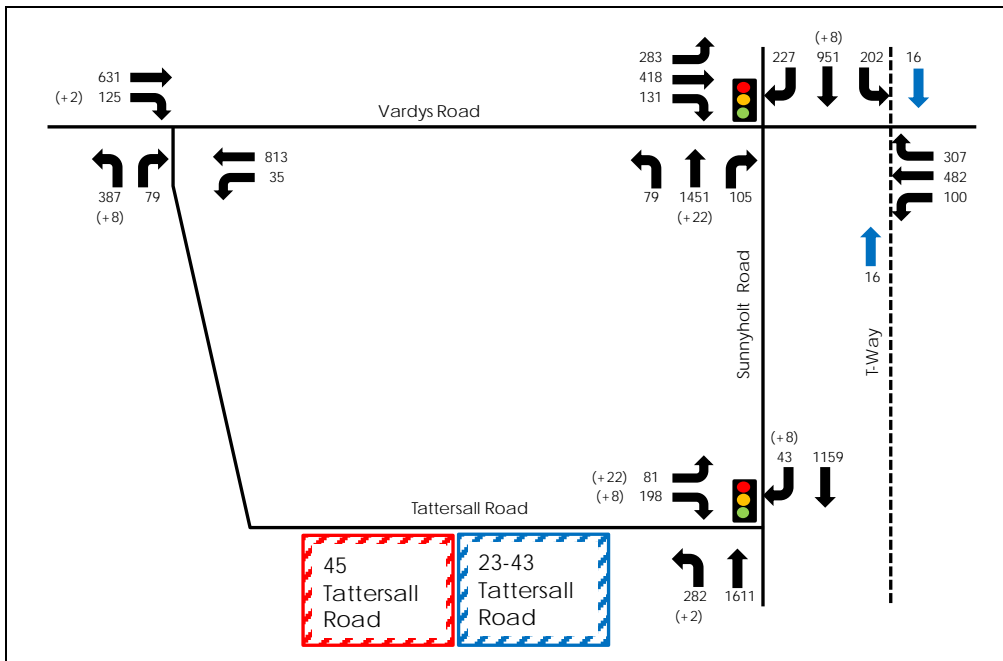 (+8)
283
227 951 202 16
418
631
(+2) 125
131
Vardys Road
813
35
387 79
(+8)
79 1451 105
(+22)
307
482
100
16
Sunnyholt Road
T-Way
(+8)
43 1159
(+22) 81
(+8) 198
Tattersall Road
45
Tattersall
Road
23-43
Tattersall
Road
282 1611
(+2)